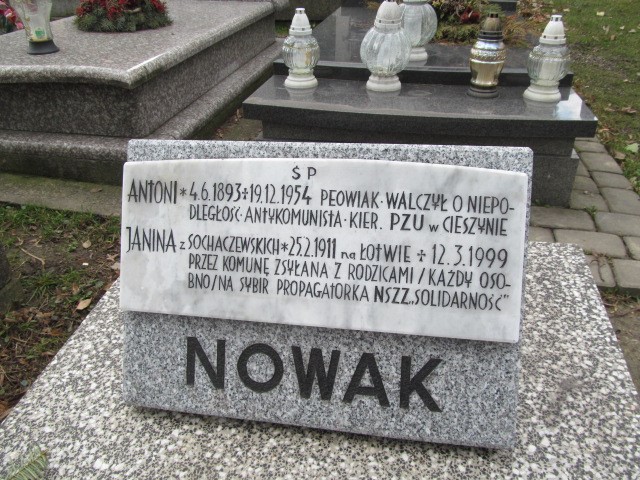 Ś P
ANTONI * 4.6.1893 + 19.12.1954 PEOWIAK · WALCZYŁ O NIEPO-
DLEGŁOŚĆ · ANTYKOMUNISTA · KIER. PZU w CIESZYNIE
JANINA z SOCHACZEWSKICH * 25.2.1911 na ŁOTWIE + 12.3.1999
PRZEZ KOMUNĘ ZSYŁANA Z RODZICAMI / KAŻDY OSO-
BNO / NA SYBIR PROPAGATORKA NSZZ „SOLIDARNOŚĆ”
NOWAK